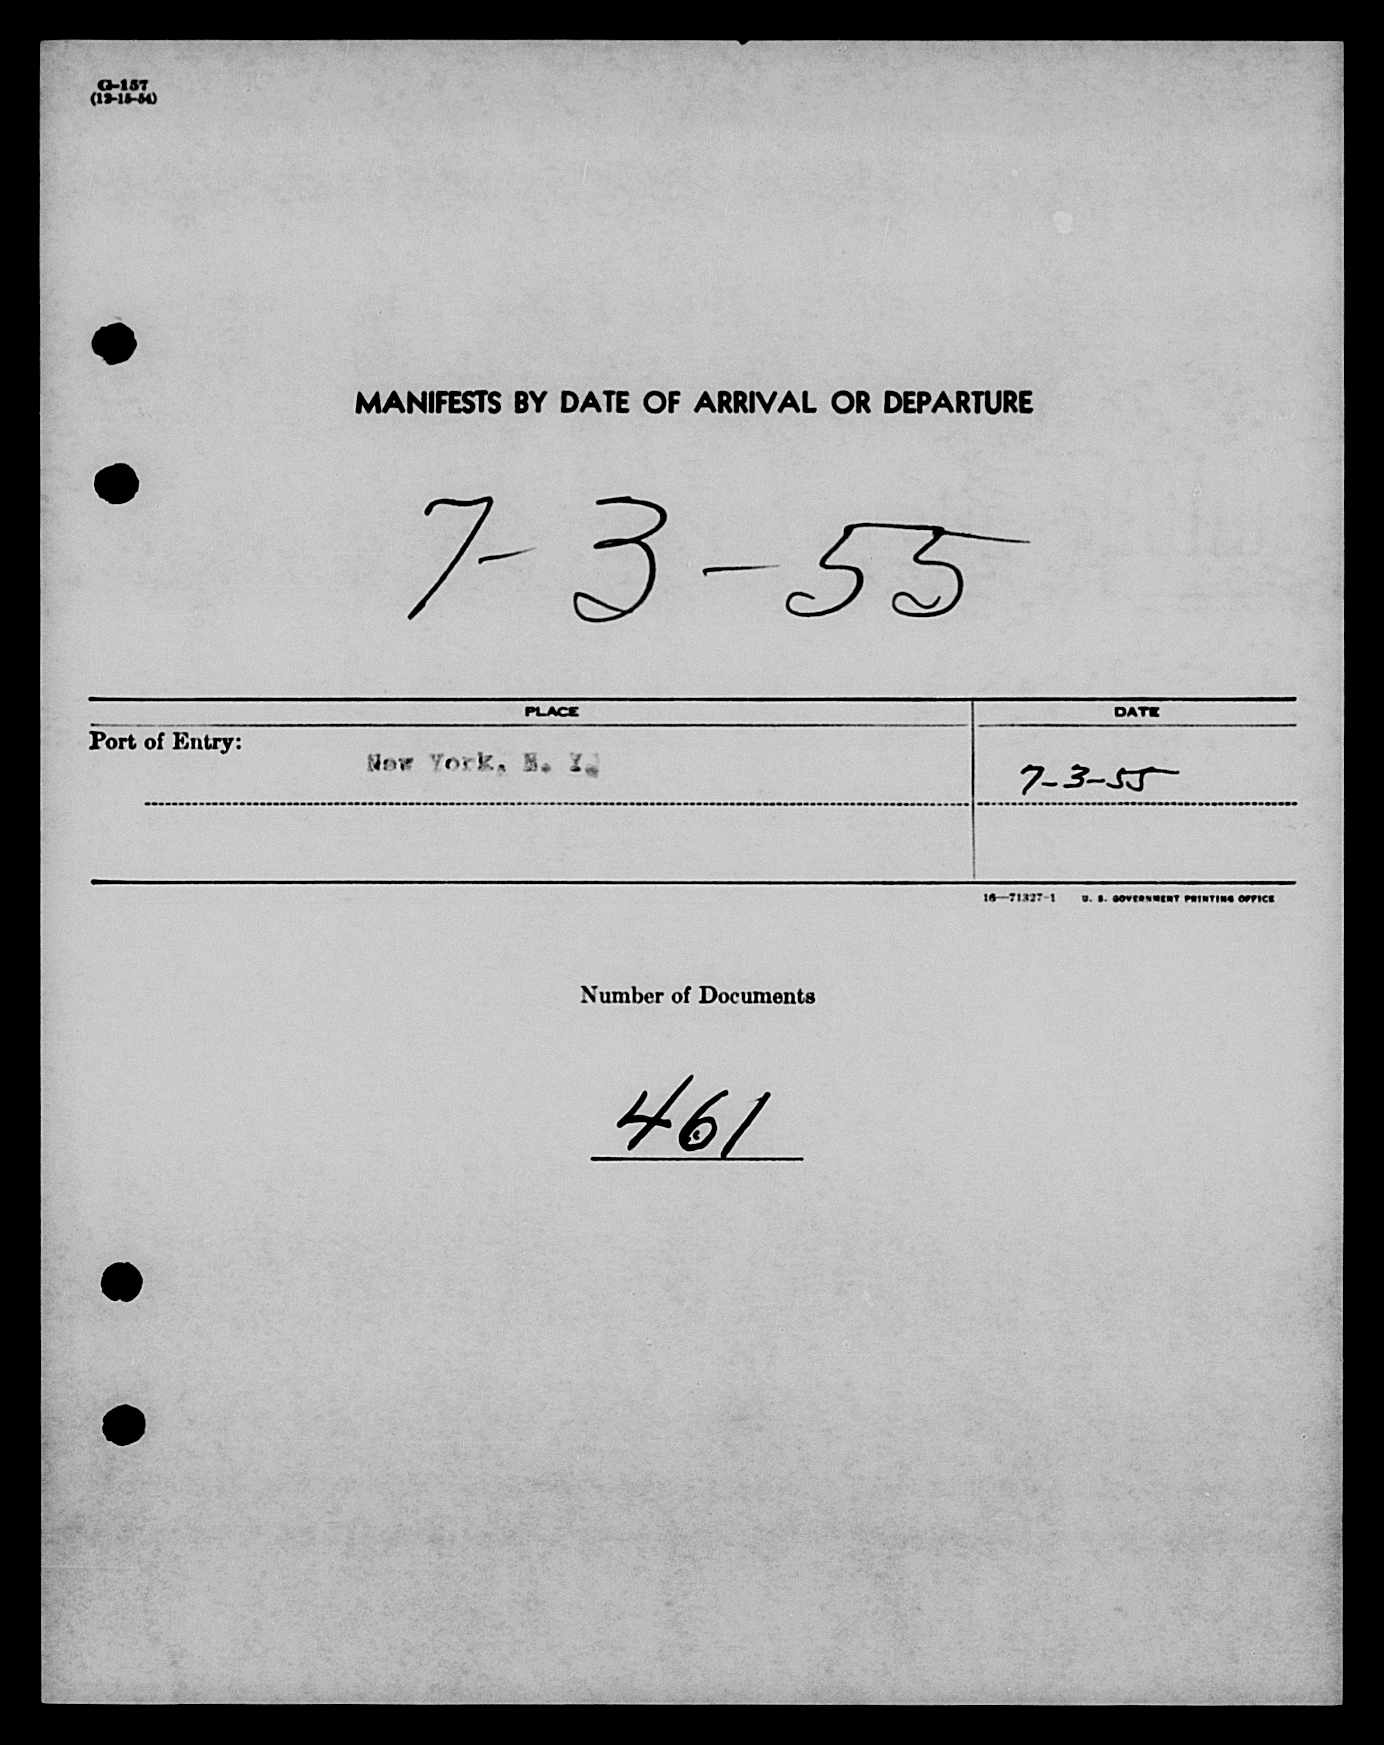 G-157
(12-15-54)
MANIFESTS BY DATE OF ARRIVAL OR DEPARTURE
7-3-55
PLACE DATE
Port of Entry: New York, N. Y. 7-3-55
16—71327-1 U. S. GOVERNMENT PRINTING OFFICE
Number of Documents
461